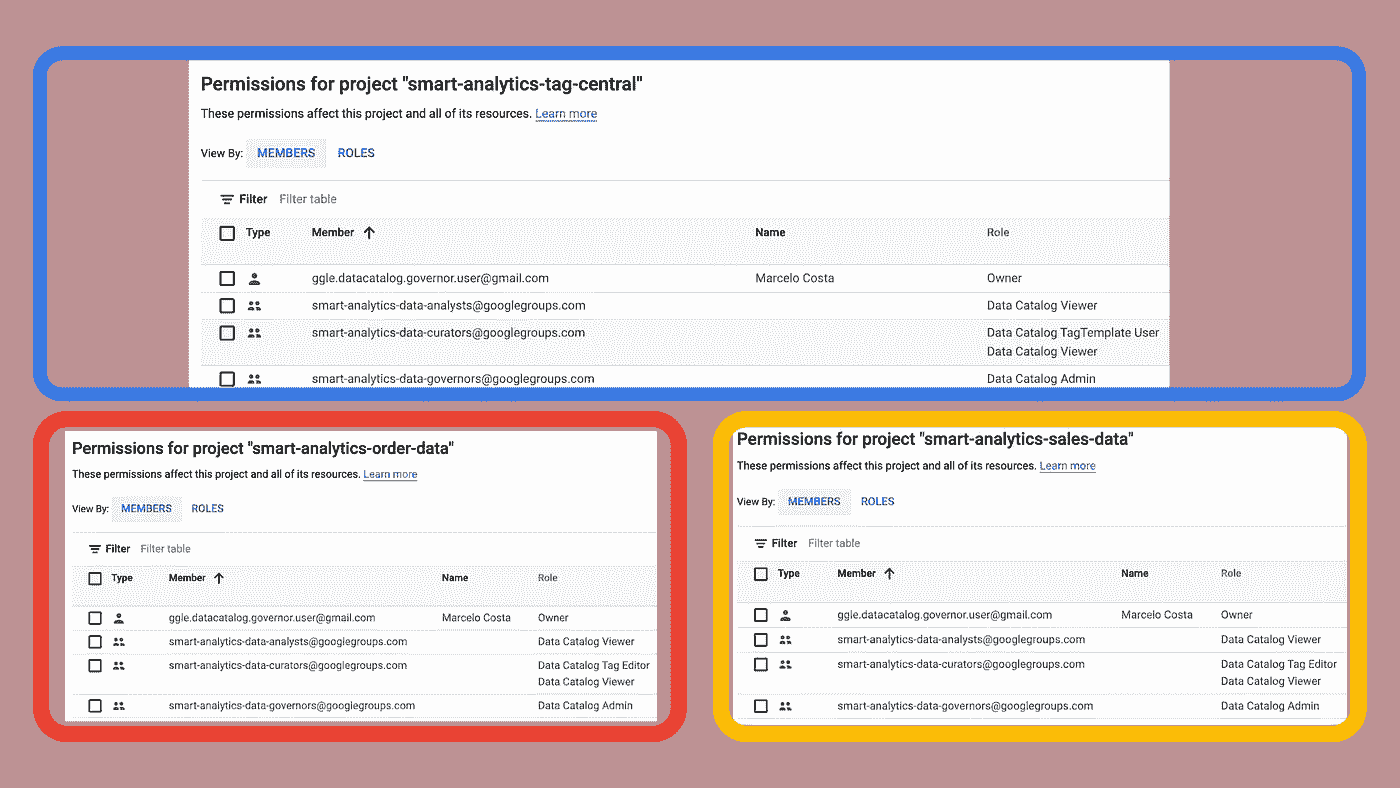 Permissions for project "smart-analytics-tag-central"
These permissions affect this project and all of its resources. Learn more
View By: MEMBERS ROLES
Filter Filter table
Type Member Name Role
ggle.datacatalog.governor.user@gmail.com Marcelo Costa Owner
smart-analytics-data-analysts@googlegroups.com Data Catalog Viewer
smart-analytics-data-curators@googlegroups.com Data Catalog TagTemplate User
Data Catalog Viewer
smart-analytics-data-governors@googlegroups.com Data Catalog Admin
Permissions for project "smart-analytics-order-data"
These permissions affect this project and all of its resources. Learn more
View By: MEMBERS ROLES
Filter Filter table
Type Member Name Role
ggle.datacatalog.governor.user@gmail.com Marcelo Costa Owner
smart-analytics-data-analysts@googlegroups.com Data Catalog Viewer
smart-analytics-data-curators@googlegroups.com Data Catalog Tag Editor
Data Catalog Viewer
smart-analytics-data-governors@googlegroups.com Data Catalog Admin
Permissions for project "smart-analytics-sales-data"
These permissions affect this project and all of its resources. Learn more
View By: MEMBERS ROLES
Filter Filter table
Type Member Name Role
ggle.datacatalog.governor.user@gmail.com Marcelo Costa Owner
smart-analytics-data-analysts@googlegroups.com Data Catalog Viewer
smart-analytics-data-curators@googlegroups.com Data Catalog Tag Editor
Data Catalog Viewer
smart-analytics-data-governors@googlegroups.com Data Catalog Admin